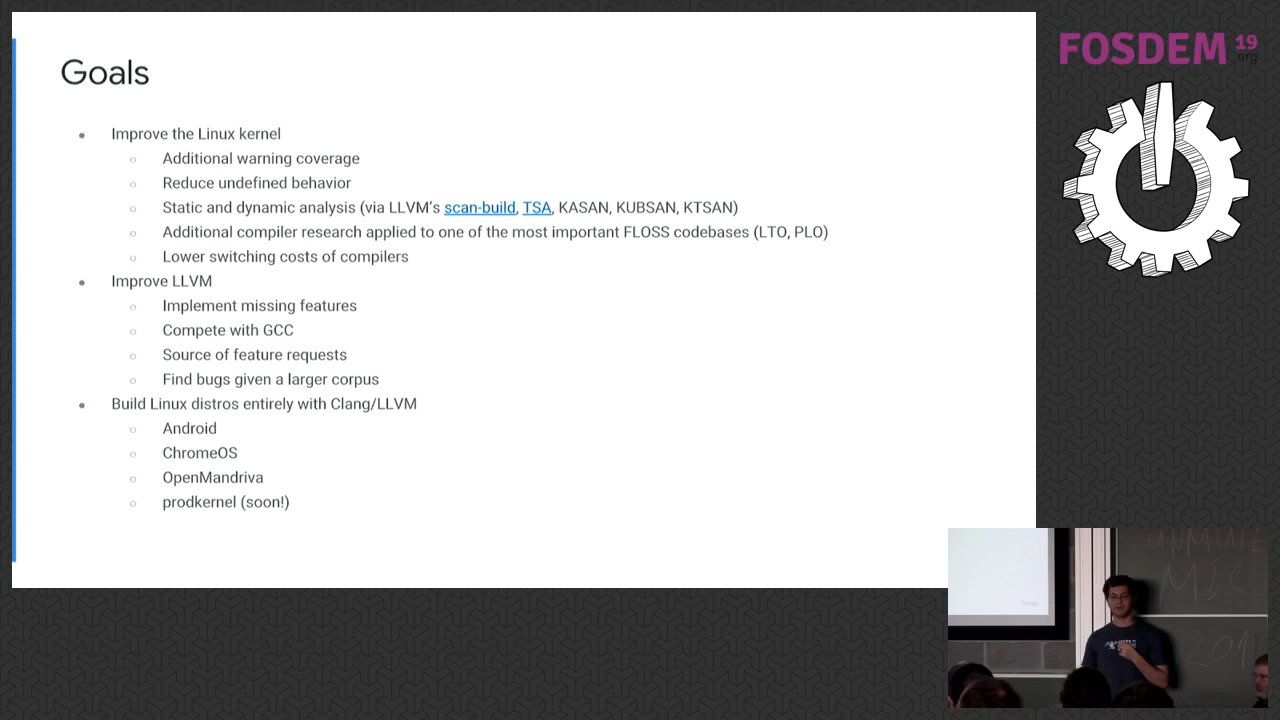 Goals
FOSDEM 19
.org
● Improve the Linux kernel
○ Additional warning coverage
○ Reduce undefined behavior
○ Static and dynamic analysis (via LLVM’s scan-build, TSA, KASAN, KUBSAN, KTSAN)
○ Additional compiler research applied to one of the most important FLOSS codebases (LTO, PLO)
○ Lower switching costs of compilers
● Improve LLVM
○ Implement missing features
○ Compete with GCC
○ Source of feature requests
○ Find bugs given a larger corpus
● Build Linux distros entirely with Clang/LLVM
○ Android
○ ChromeOS
○ OpenMandriva
○ prodkernel (soon!)
UNMUTE
MIC